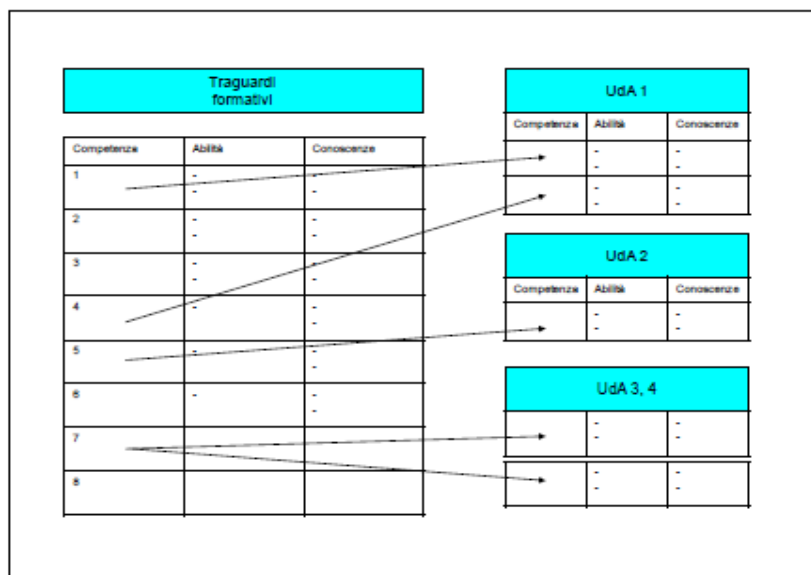 Traguardi
formativi
Competenze Abilità Conoscenze
1 - -
- -
2 - -
- -
3 - -
- -
4 - -
-
5 - -
-
6 - -
-
7
8
UdA 1
Competenze Abilità Conoscenze
- -
- -
- -
- -
UdA 2
Competenze Abilità Conoscenze
- -
- -
UdA 3, 4
- -
- -
- -
- -